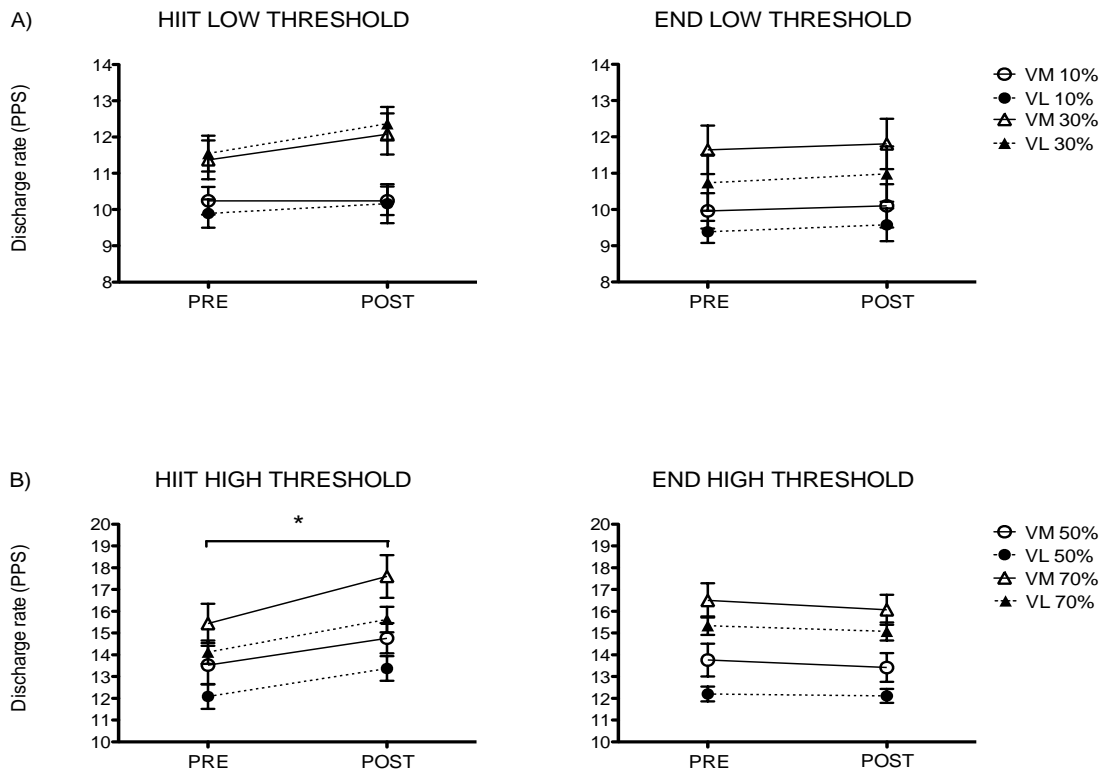 A)
HIIT LOW THRESHOLD
END LOW THRESHOLD
Discharge rate (PPS)
14
13
12
11
10
9
8
PRE POST
14
13
12
11
10
9
8
PRE POST
VM 10%
VL 10%
VM 30%
VL 30%
B)
HIIT HIGH THRESHOLD
END HIGH THRESHOLD
Discharge rate (PPS)
20
19
18
17
16
15
14
13
12
11
10
*
PRE POST
20
19
18
17
16
15
14
13
12
11
10
PRE POST
VM 50%
VL 50%
VM 70%
VL 70%